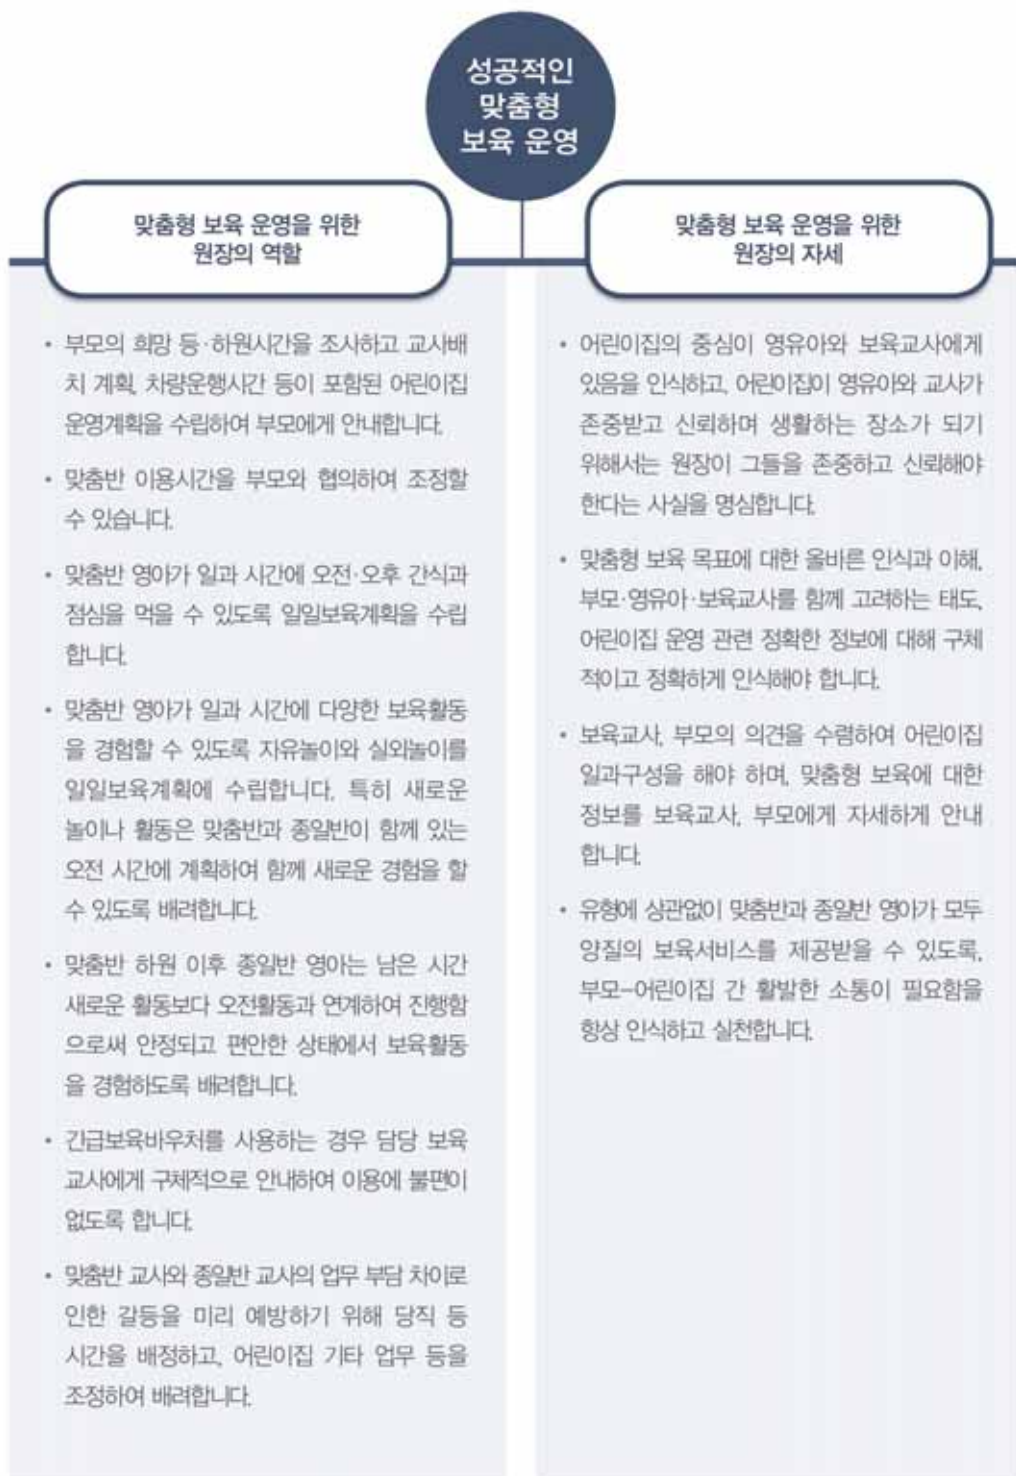 성공적인
맞춤형
보육 운영
맞춤형 보육 운영을 위한
원장의 역할
• 부모의 희망 등·하원시간을 조사하고 교사배
치 계획, 차량운행시간 등이 포함된 어린이집
운영계획을 수립하여 부모에게 안내합니다.
• 맞춤반 이용시간을 부모와 협의하여 조정할
수 있습니다.
• 맞춤반 영아가 일과 시간에 오전·오후 간식과
점심을 먹을 수 있도록 일일보육계획을 수립
합니다.
• 맞춤반 영아가 일과 시간에 다양한 보육활동
을 경험할 수 있도록 자유놀이와 실외놀이를
일일보육계획에 수립합니다. 특히 새로운
놀이나 활동은 맞춤반과 종일반이 함께 있는
오전 시간에 계획하여 함께 새로운 경험을 할
수 있도록 배려합니다.
• 맞춤반 하원 이후 종일반 영아는 남은 시간
새로운 활동보다 오전활동과 연계하여 진행함
으로써 안정되고 편안한 상태에서 보육활동
을 경험하도록 배려합니다.
• 긴급보육바우처를 사용하는 경우 담당 보육
교사에게 구체적으로 안내하여 이용에 불편이
없도록 합니다.
• 맞춤반 교사와 종일반 교사의 업무 부담 차이로
인한 갈등을 미리 예방하기 위해 당직 등
시간을 배정하고, 어린이집 기타 업무 등을
조정하여 배려합니다.
맞춤형 보육 운영을 위한
원장의 자세
• 어린이집의 중심이 영유아와 보육교사에게
있음을 인식하고, 어린이집이 영유아와 교사가
존중받고 신뢰하며 생활하는 장소가 되기
위해서는 원장이 그들을 존중하고 신뢰해야
한다는 사실을 명심합니다.
• 맞춤형 보육 목표에 대한 올바른 인식과 이해,
부모·영유아·보육교사를 함께 고려하는 태도,
어린이집 운영 관련 정확한 정보에 대해 구체
적이고 정확하게 인식해야 합니다.
• 보육교사, 부모의 의견을 수렴하여 어린이집
일과구성을 해야 하며, 맞춤형 보육에 대한
정보를 보육교사, 부모에게 자세하게 안내
합니다.
• 유형에 상관없이 맞춤반과 종일반 영아가 모두
양질의 보육서비스를 제공받을 수 있도록,
부모-어린이집 간 활발한 소통이 필요함을
항상 인식하고 실천합니다.